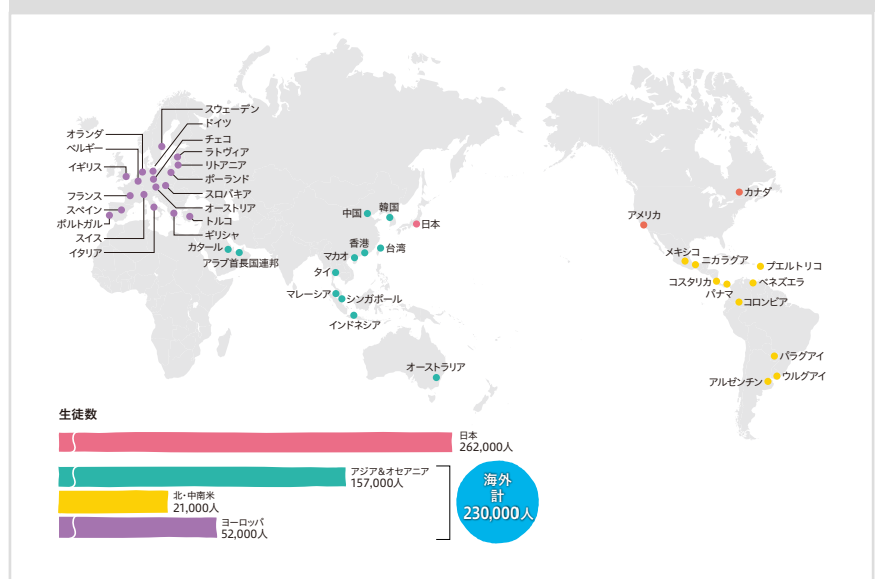 スウェーデン
ドイツ
オランダ
チェコ
ベルギー
ラトヴィア
イギリス
リトアニア
ポーランド
フランス
スロバキア
スペイン
オーストリア
ポルトガル
トルコ
スイス
ギリシャ
イタリア
カタール
アラブ首長国連邦
中国
韓国
日本
香港
台湾
マカオ
タイ
マレーシア
シンガポール
インドネシア
オーストラリア
カナダ
アメリカ
メキシコ
ニカラグア
プエルトリコ
コスタリカ
ベネズエラ
パナマ
コロンビア
パラグアイ
アルゼンチン
ウルグアイ
生徒数
日本
262,000人
アジア&オセアニア
157,000人
北・中南米
21,000人
ヨーロッパ
52,000人
海外
計
230,000人